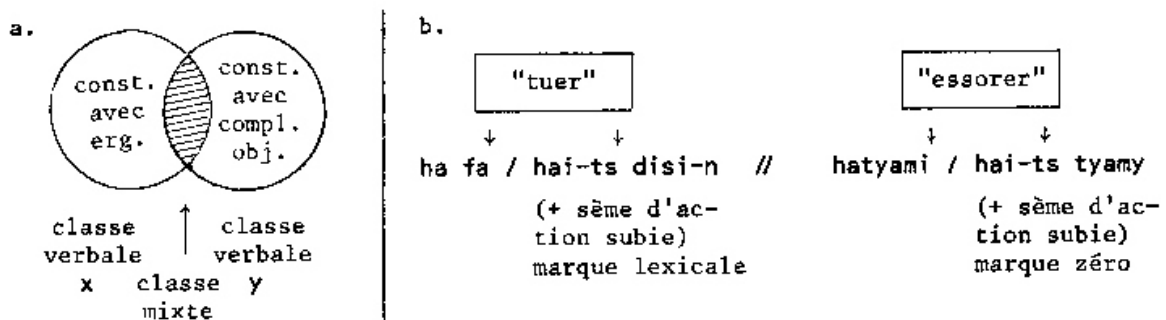 a.
const.
avec
erg.
const.
avec
compl.
obj.
classe
verbale
x
classe
mixte
classe
verbale
y
b.
"tuer"
"essorer"
ha fa / hai-ts disi-n // hatyami / hai-ts tyamy
(+ sème d'ac-
tion subie)
marque lexicale
(+ sème d'ac-
tion subie)
marque zéro